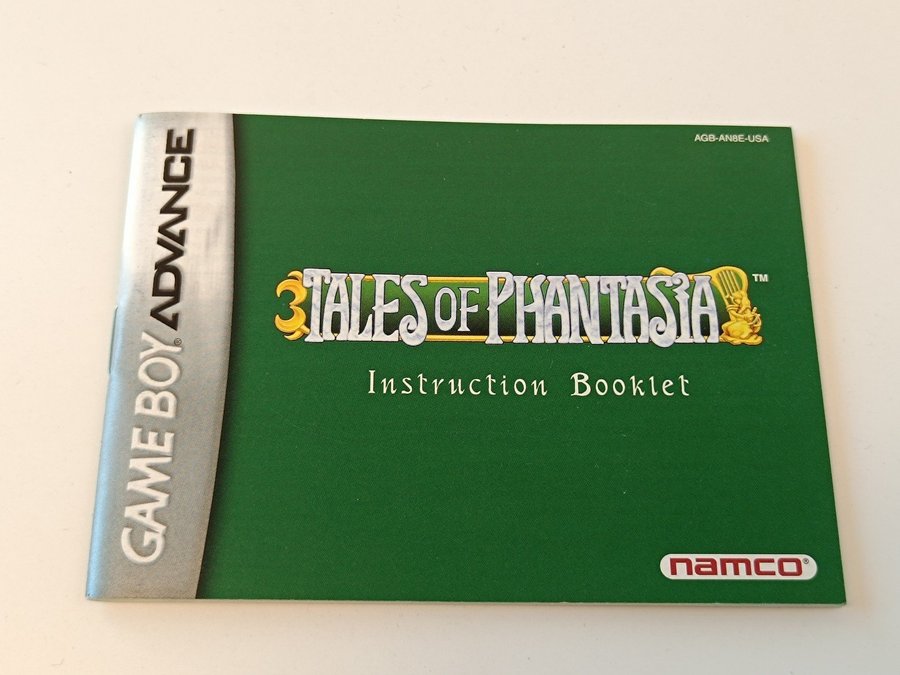 GAME BOY® ADVANCE
AGB-AN8E-USA
TALES OF PHANTASIA™
Instruction Booklet
namco®